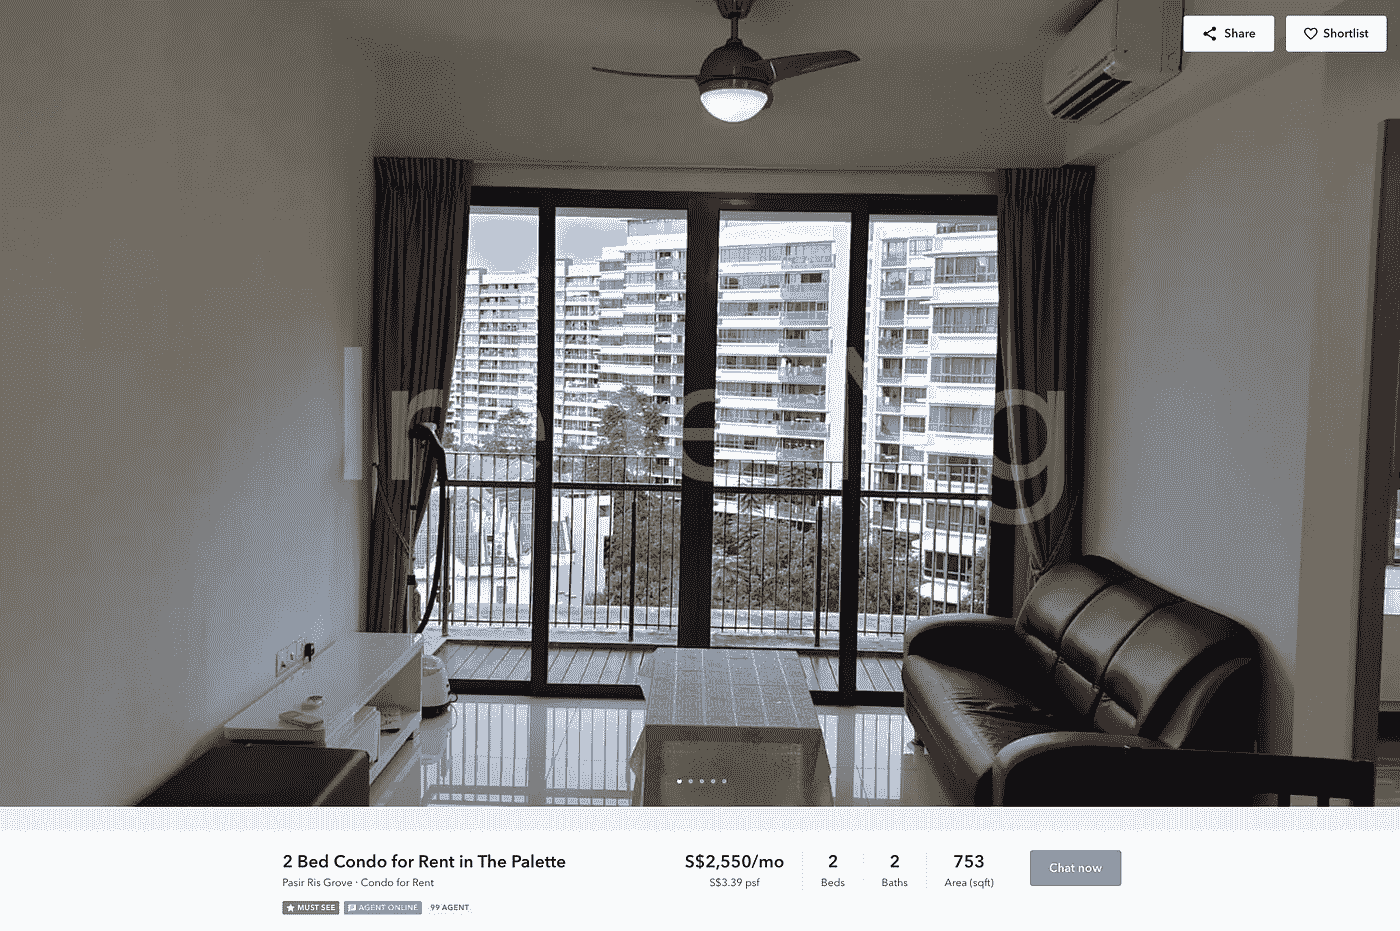 Share
Shortlist
2 Bed Condo for Rent in The Palette
Pasir Ris Grove · Condo for Rent
MUST SEE
AGENT ONLINE
99 AGENT
S$2,550/mo
S$3.39 psf
2
Beds
2
Baths
753
Area (sqft)
Chat now